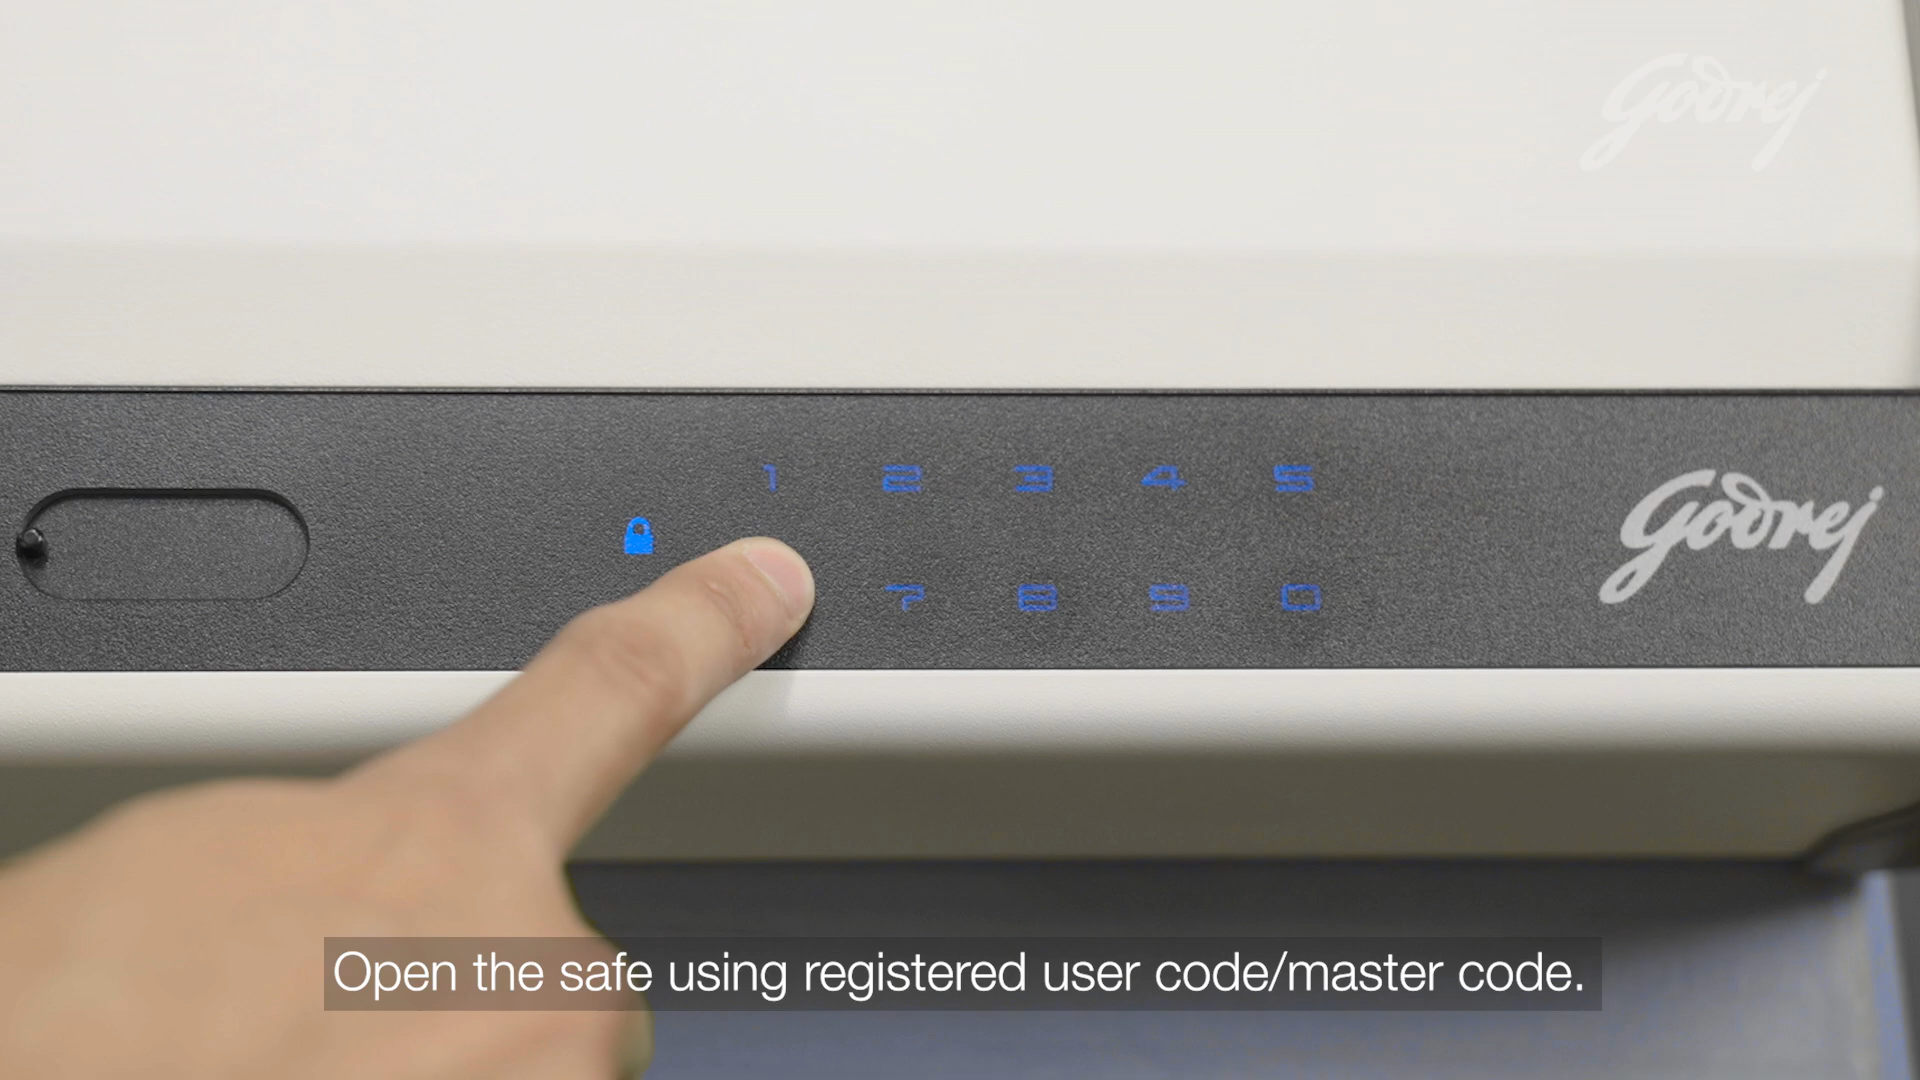 Godrej
1 2 3 4 5
Godrej
7 8 9 0
Open the safe using registered user code/master code.